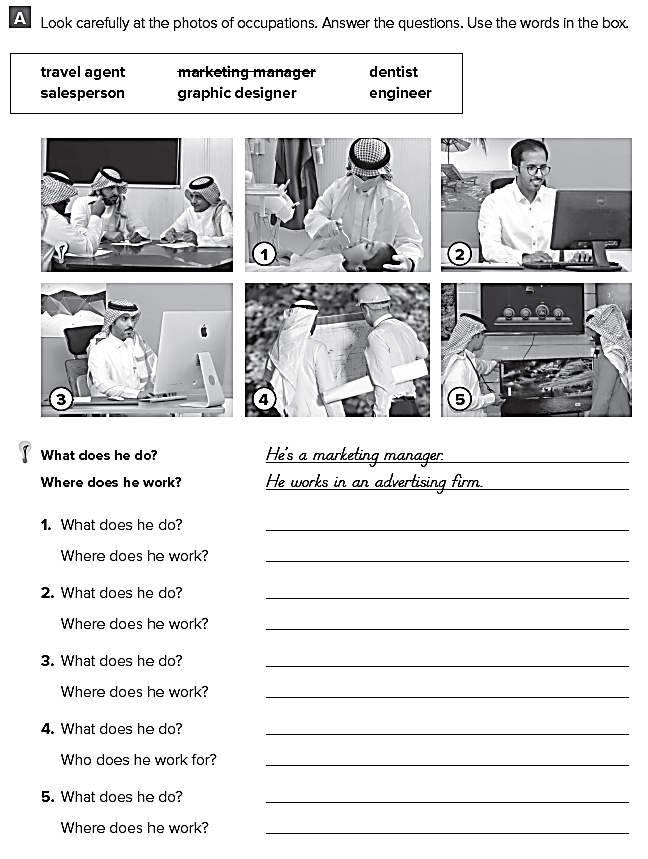 A Look carefully at the photos of occupations. Answer the questions. Use the words in the box.
travel agent marketing manager dentist
salesperson graphic designer engineer
1
2
3
4
5
What does he do? He's a marketing manager.
Where does he work? He works in an advertising firm.
1. What does he do?
Where does he work?
2. What does he do?
Where does he work?
3. What does he do?
Where does he work?
4. What does he do?
Who does he work for?
5. What does he do?
Where does he work?